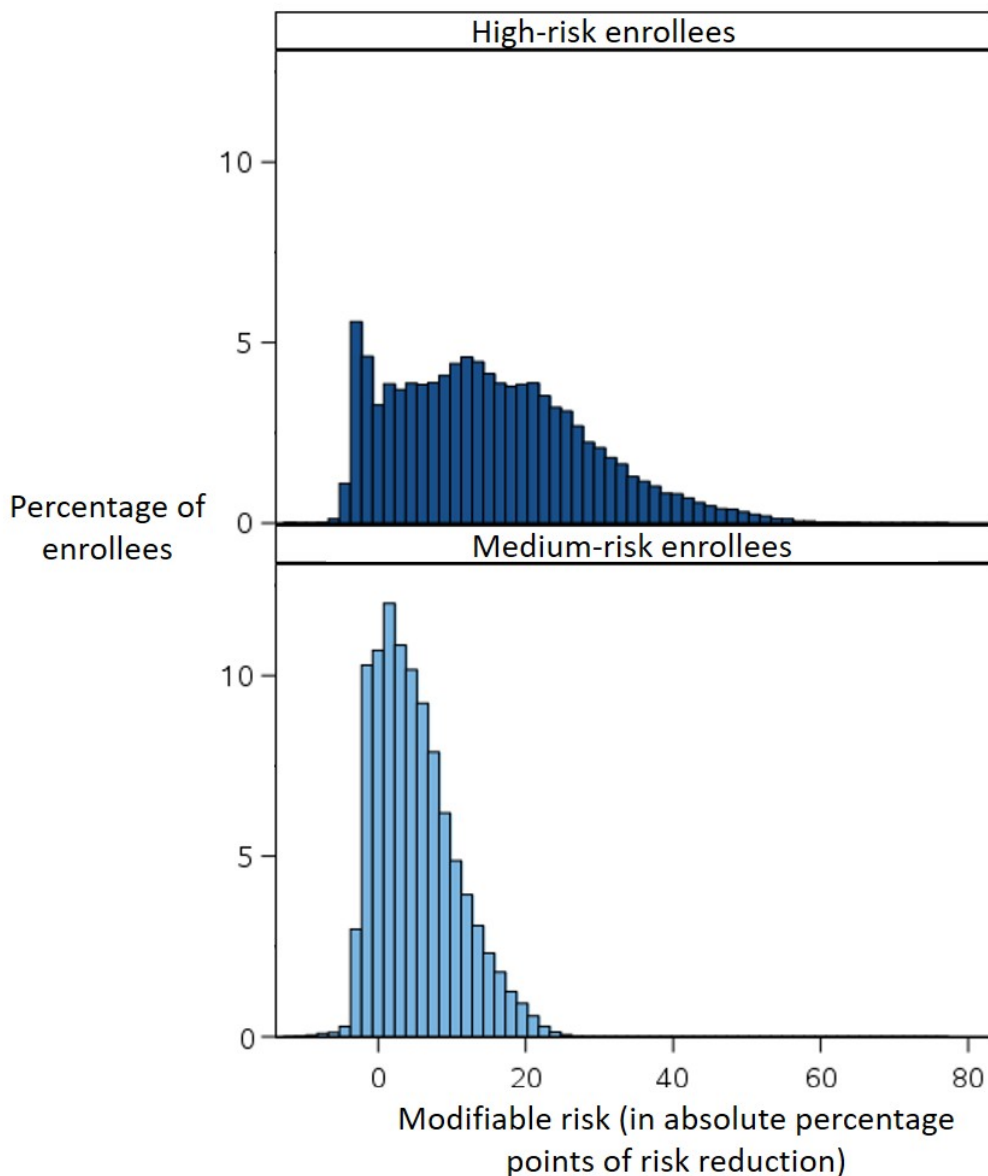 High-risk enrollees
10
5
0
Percentage of
enrollees
Medium-risk enrollees
10
5
0
0 20 40 60 80
Modifiable risk (in absolute percentage
points of risk reduction)